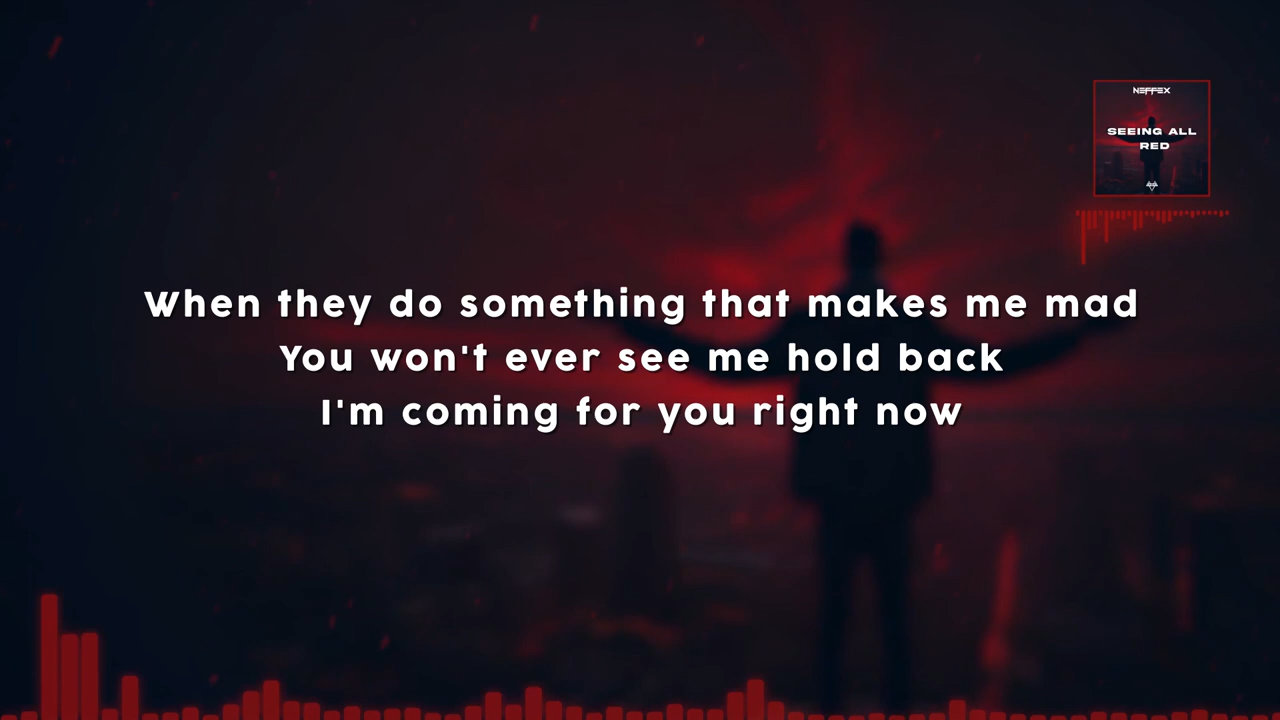 NEFFEX
SEEING ALL
RED
When they do something that makes me mad
You won't ever see me hold back
I'm coming for you right now